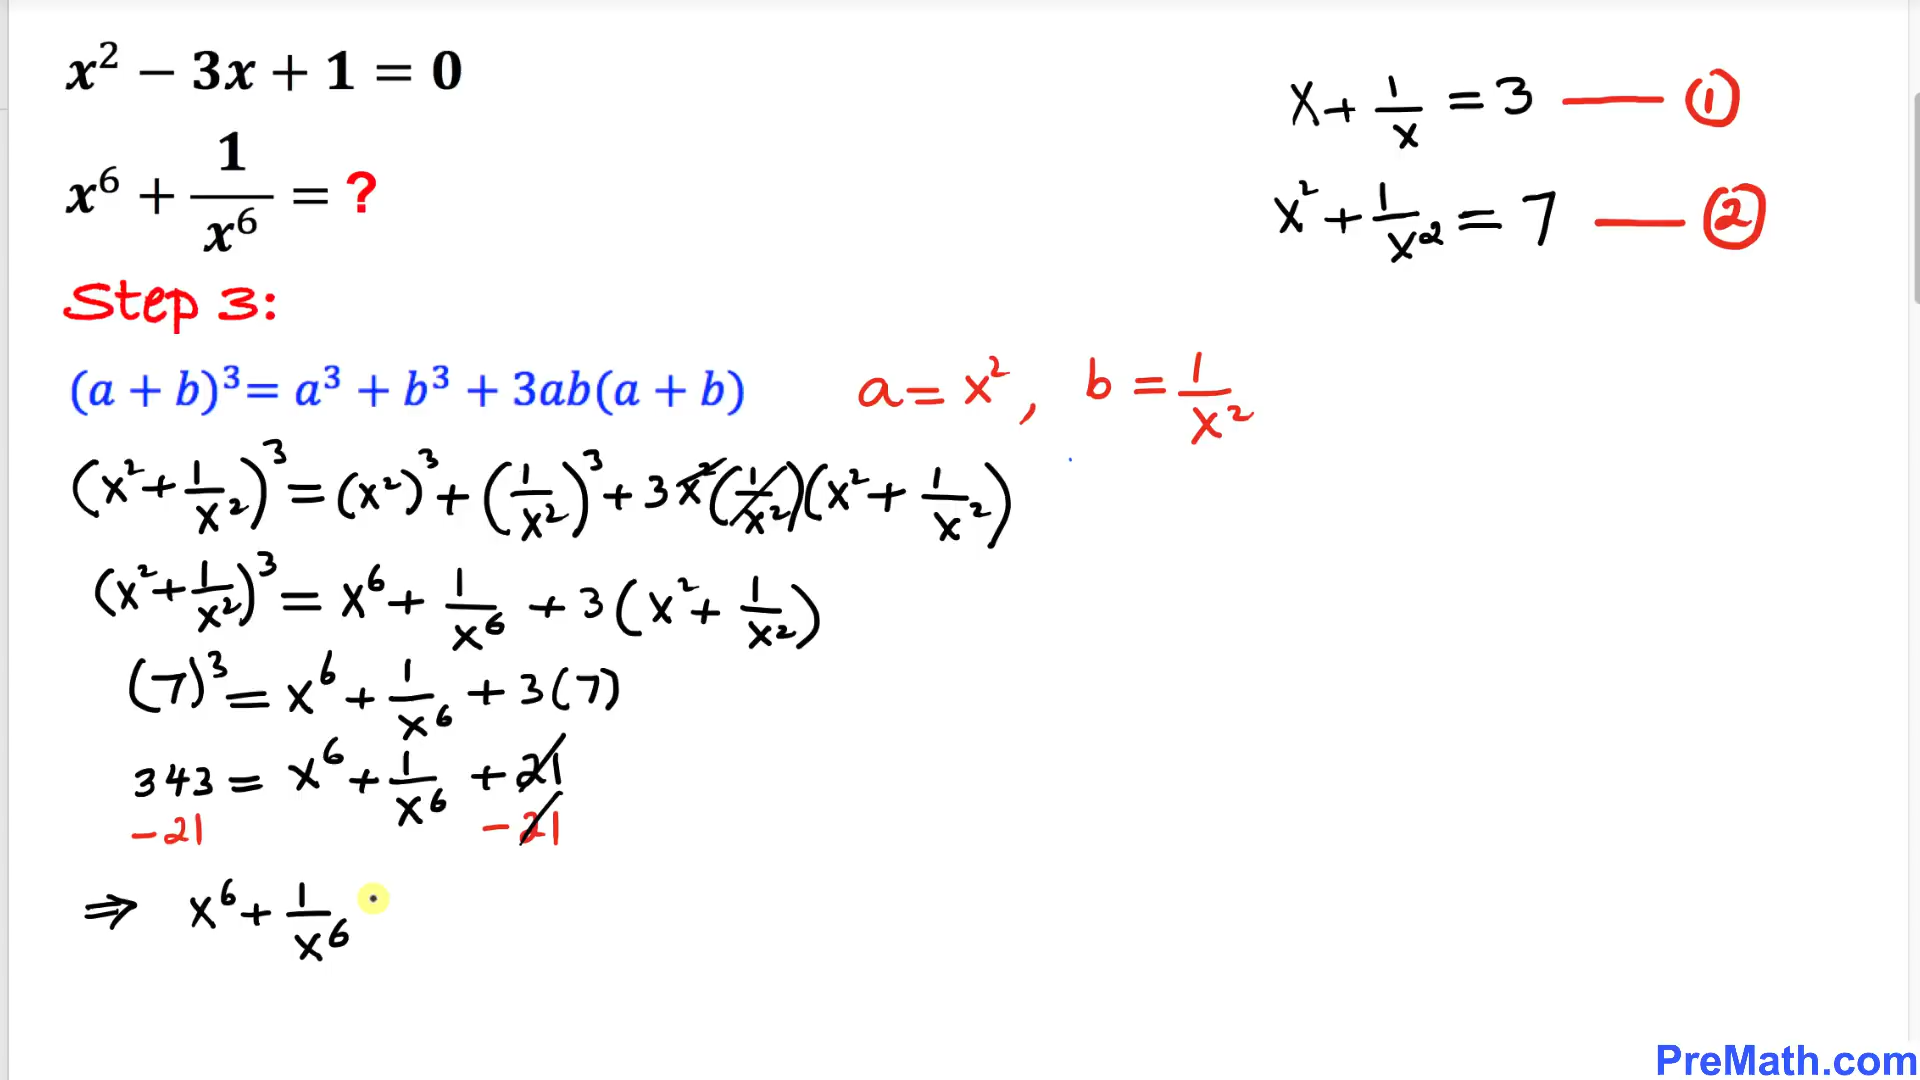 x² − 3x + 1 = 0
x + 1/x = 3 —— ①
x⁶ + 1/x⁶ = ?
x² + 1/x² = 7 —— ②
Step 3:
(a + b)³= a³ + b³ + 3ab(a + b)
a = x² , b = 1/x²
(x² + 1/x²)³ = (x²)³ + (1/x²)³ + 3x²(1/x²)(x² + 1/x²)
(x² + 1/x²)³ = x⁶ + 1/x⁶ + 3(x² + 1/x²)
(7)³ = x⁶ + 1/x⁶ + 3(7)
343 = x⁶ + 1/x⁶ + 21
−21 −21
⇒ x⁶ + 1/x⁶
PreMath.com